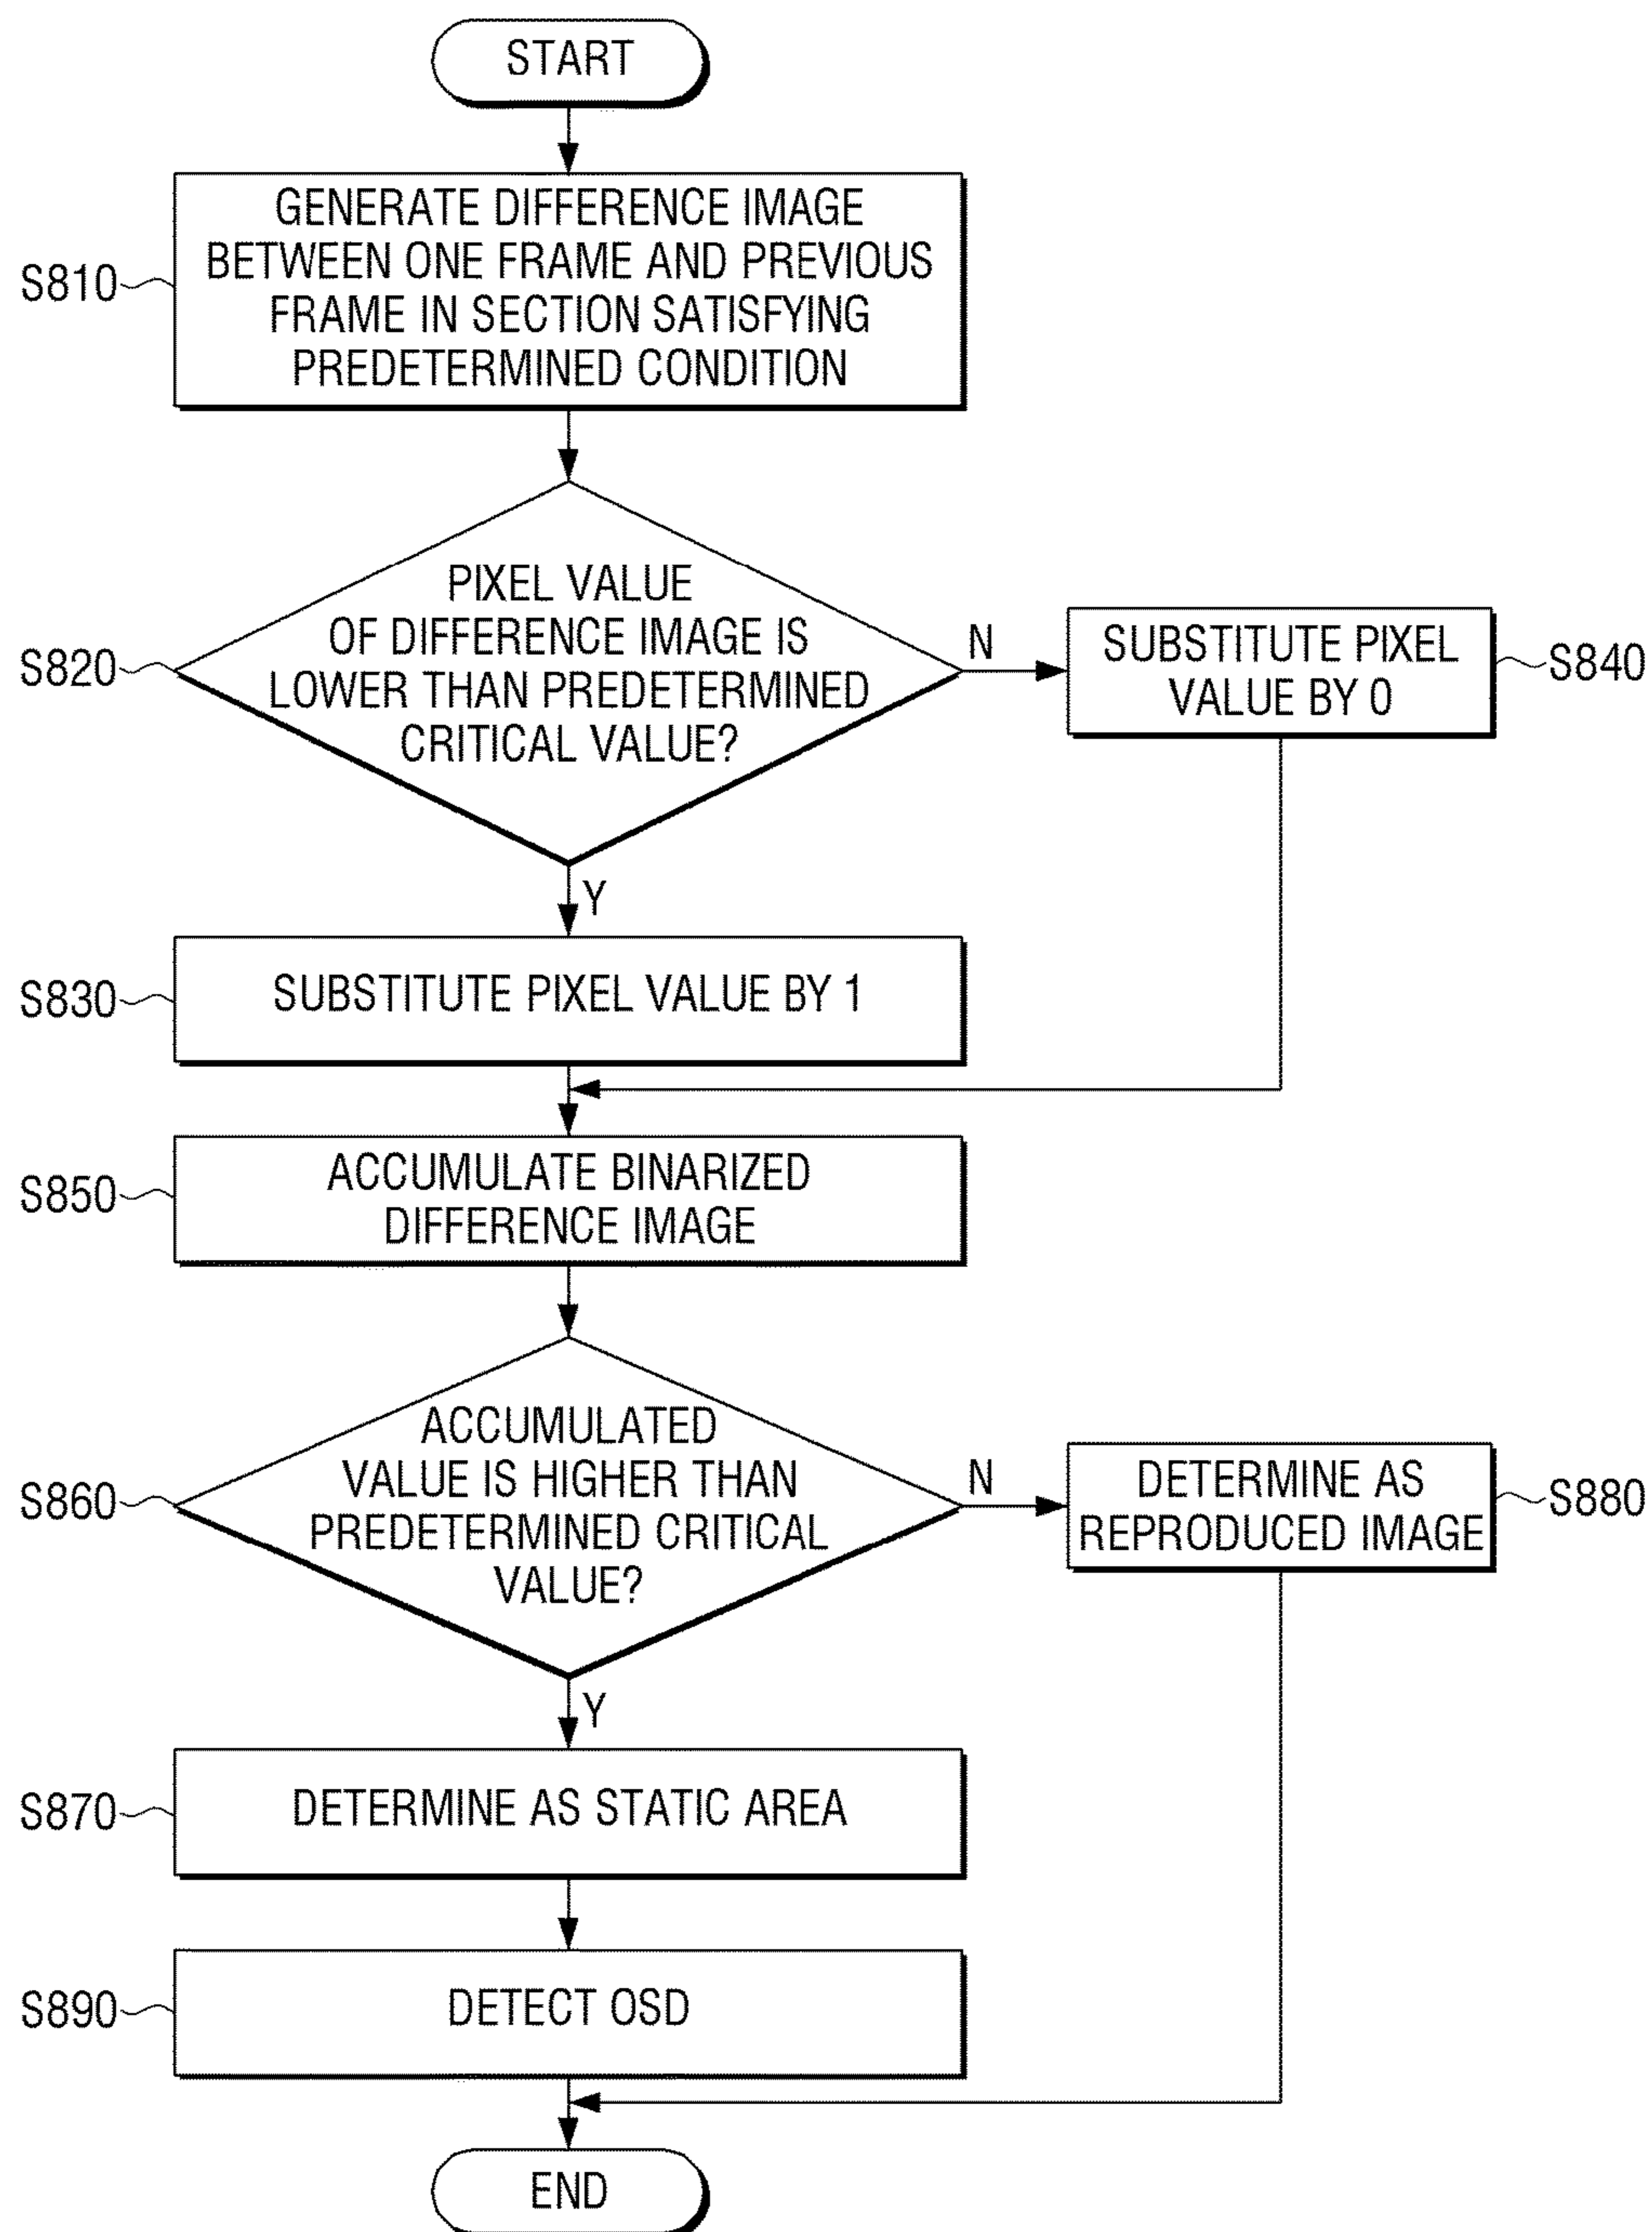 START
S810
GENERATE DIFFERENCE IMAGE
BETWEEN ONE FRAME AND PREVIOUS
FRAME IN SECTION SATISFYING
PREDETERMINED CONDITION
S820
PIXEL VALUE
OF DIFFERENCE IMAGE IS
LOWER THAN PREDETERMINED
CRITICAL VALUE?
N
SUBSTITUTE PIXEL
VALUE BY 0
S840
Y
S830
SUBSTITUTE PIXEL VALUE BY 1
S850
ACCUMULATE BINARIZED
DIFFERENCE IMAGE
S860
ACCUMULATED
VALUE IS HIGHER THAN
PREDETERMINED CRITICAL
VALUE?
N
DETERMINE AS
REPRODUCED IMAGE
S880
Y
S870
DETERMINE AS STATIC AREA
S890
DETECT OSD
END